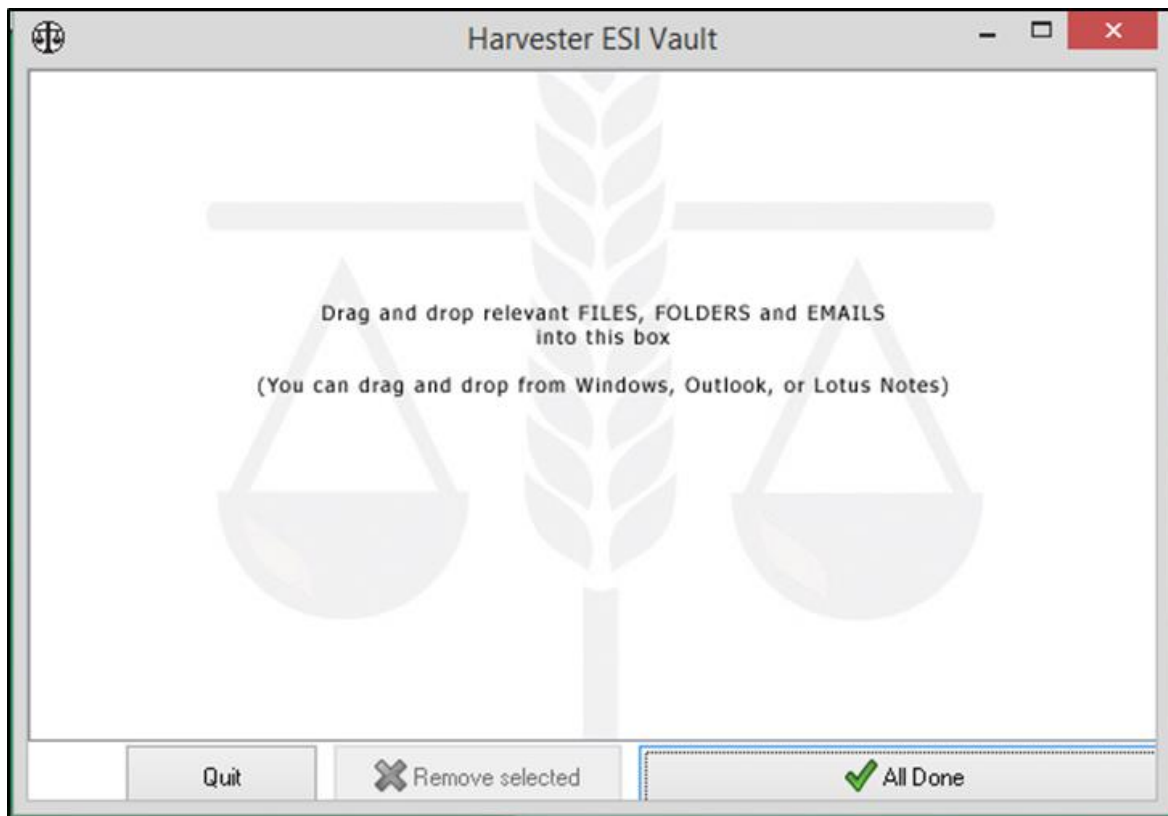 Harvester ESI Vault
Drag and drop relevant FILES, FOLDERS and EMAILS
into this box
(You can drag and drop from Windows, Outlook, or Lotus Notes)
Quit
Remove selected
All Done